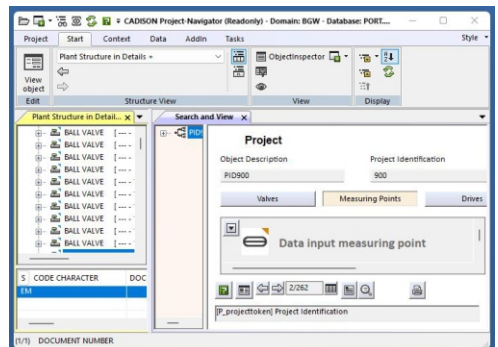 CADISON Project-Navigator (Readonly) - Domain: BGW - Database: PORT....
Project Start Context Data AddIn Tasks Style
View object
Plant Structure in Details
ObjectInspector
Edit Structure View View Display
Plant Structure in Detail... x
Search and View x
BALL VALVE [---
BALL VALVE [---
BALL VALVE [---
BALL VALVE [---
BALL VALVE [---
BALL VALVE [---
BALL VALVE [---
BALL VALVE [---
BALL VALVE [---
S CODE CHARACTER DOC
EM
PID
Project
Object Description Project Identification
PID900 900
Valves Measuring Points Drives
Data input measuring point
2/262
[P_projecttoken] Project Identification
(1/1) DOCUMENT NUMBER